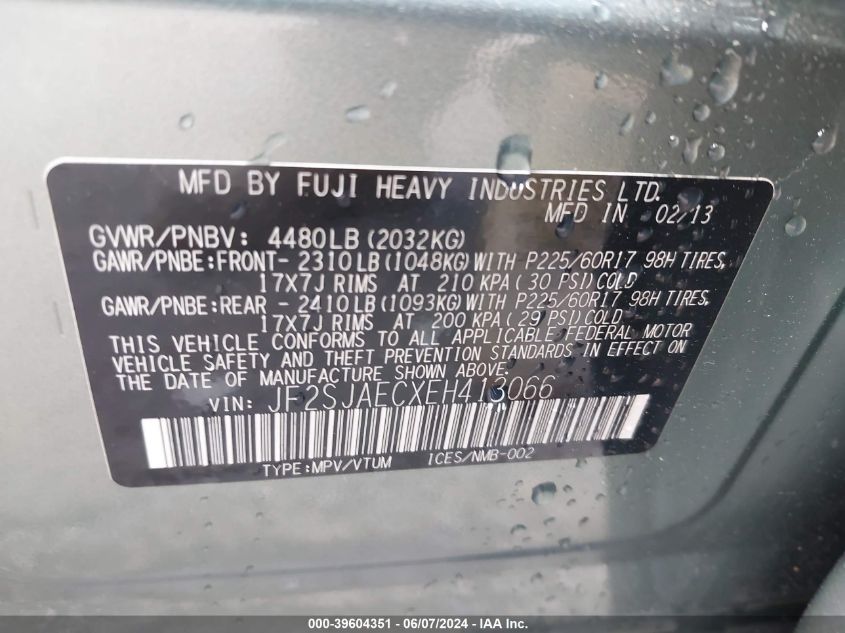 MFD BY FUJI HEAVY INDUSTRIES LTD.
MFD IN 02/13
GVWR/PNBV: 4480LB(2032KG)
GAWR/PNBE:FRONT- 2310LB(1048KG)WITH P225/60R17 98H TIRES,
17X7J RIMS AT 210 KPA(30 PSI)COLD
GAWR/PNBE:REAR - 2410LB(1093KG)WITH P225/60R17 98H TIRES,
17X7J RIMS AT 200 KPA(29 PSI)COLD
THIS VEHICLE CONFORMS TO ALL APPLICABLE FEDERAL MOTOR
VEHICLE SAFETY AND THEFT PREVENTION STANDARDS IN EFFECT ON
THE DATE OF MANUFACTURE SHOWN ABOVE.
VIN: JF2SJAECXEH413066
TYPE:MPV/VTUM ICES/NMB-002
000-39604351 - 06/07/2024 - IAA Inc.